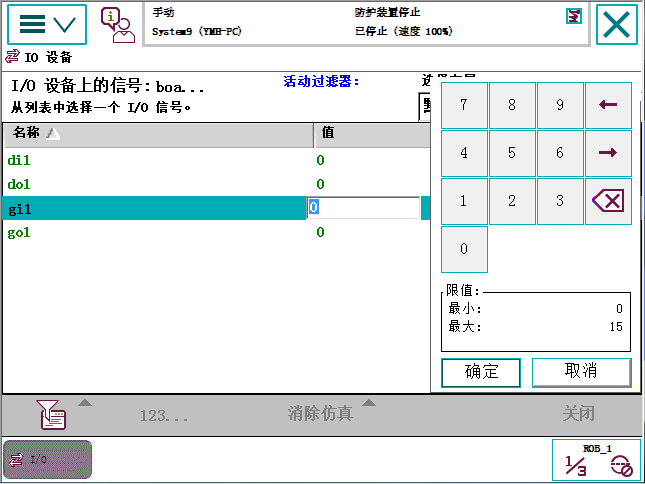 手动
防护装置停止
System9 (YMH-PC)
已停止 (速度 100%)
IO 设备
I/O 设备上的信号: boa...
活动过滤器:
从列表中选择一个 I/O 信号。
名称
值
di1
0
do1
0
gi1
0
go1
0
7 8 9
4 5 6
1 2 3
0
限值:
最小: 0
最大: 15
确定
取消
123...
消除仿真
关闭
I/O
ROB_1
1/3